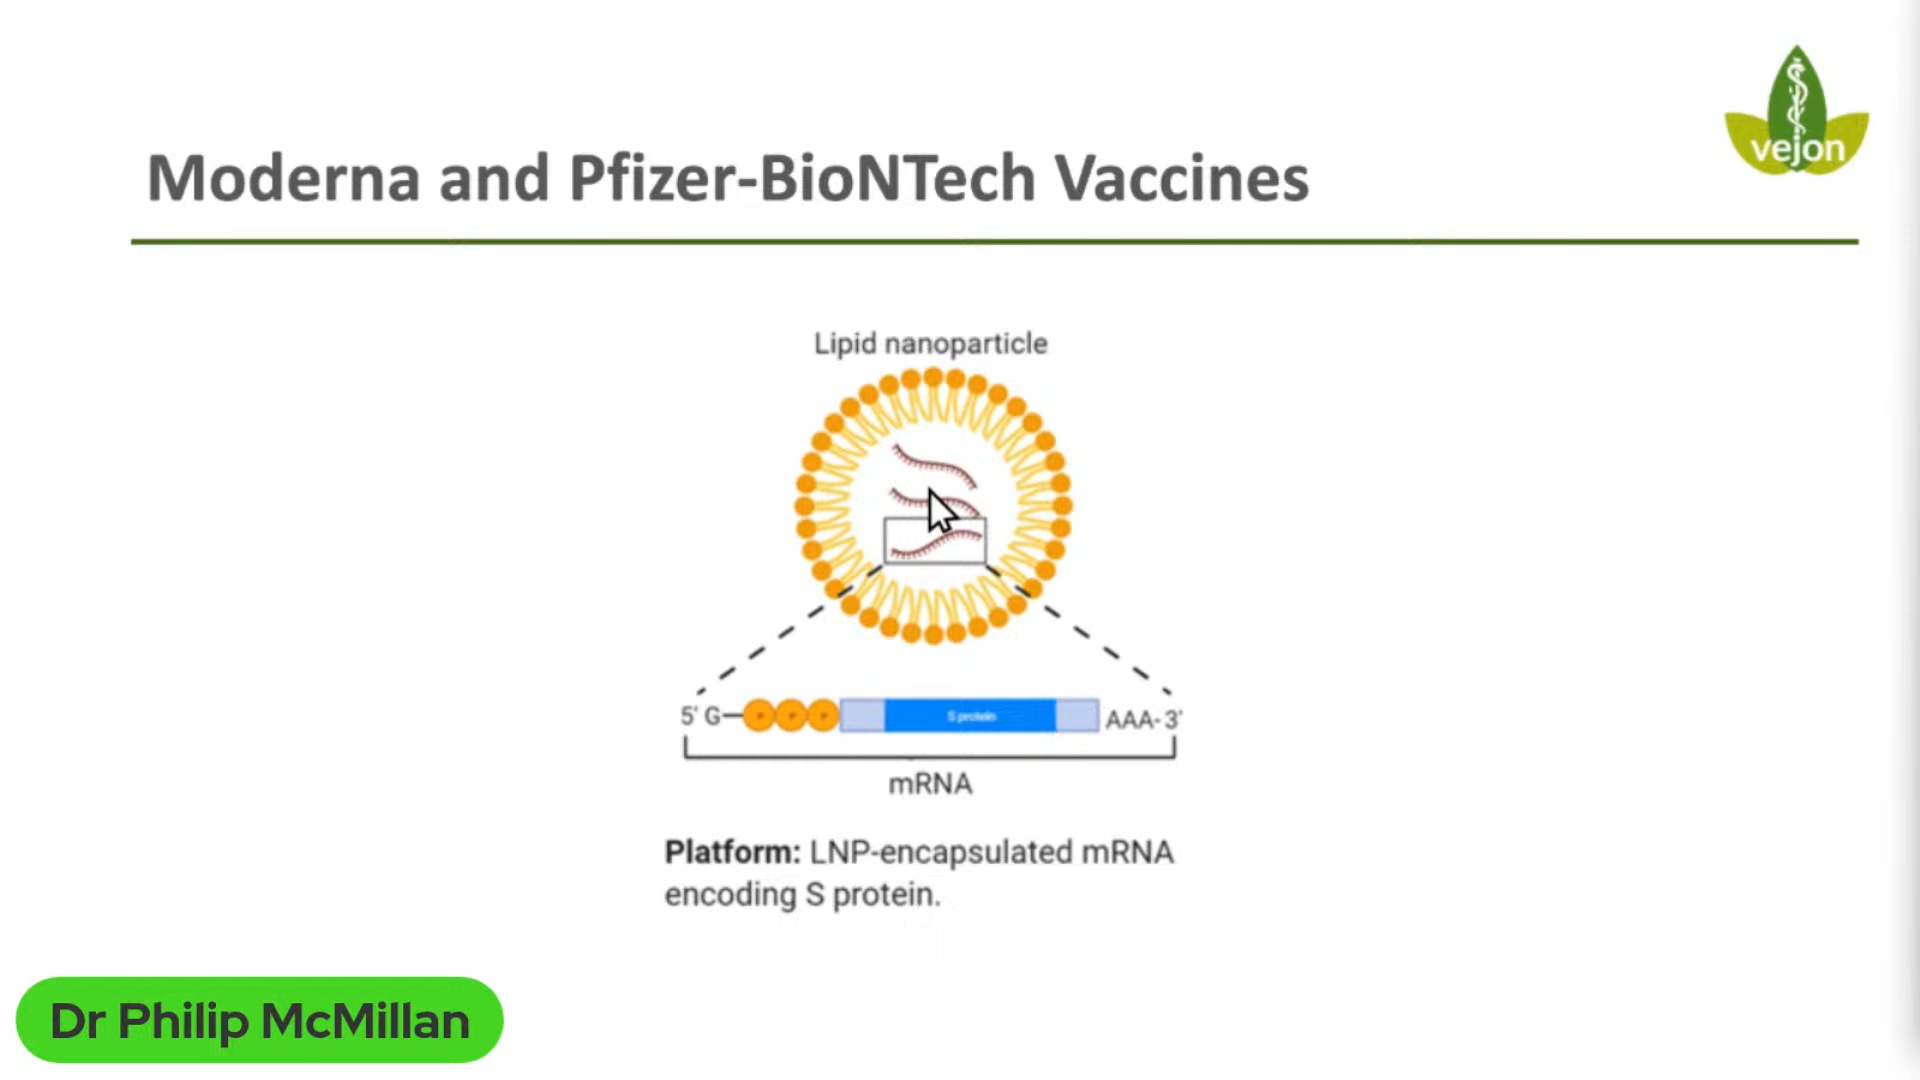 vejon
Moderna and Pfizer-BioNTech Vaccines
Lipid nanoparticle
5' G P P P S protein AAA-3'
mRNA
Platform: LNP-encapsulated mRNA
encoding S protein.
Dr Philip McMillan